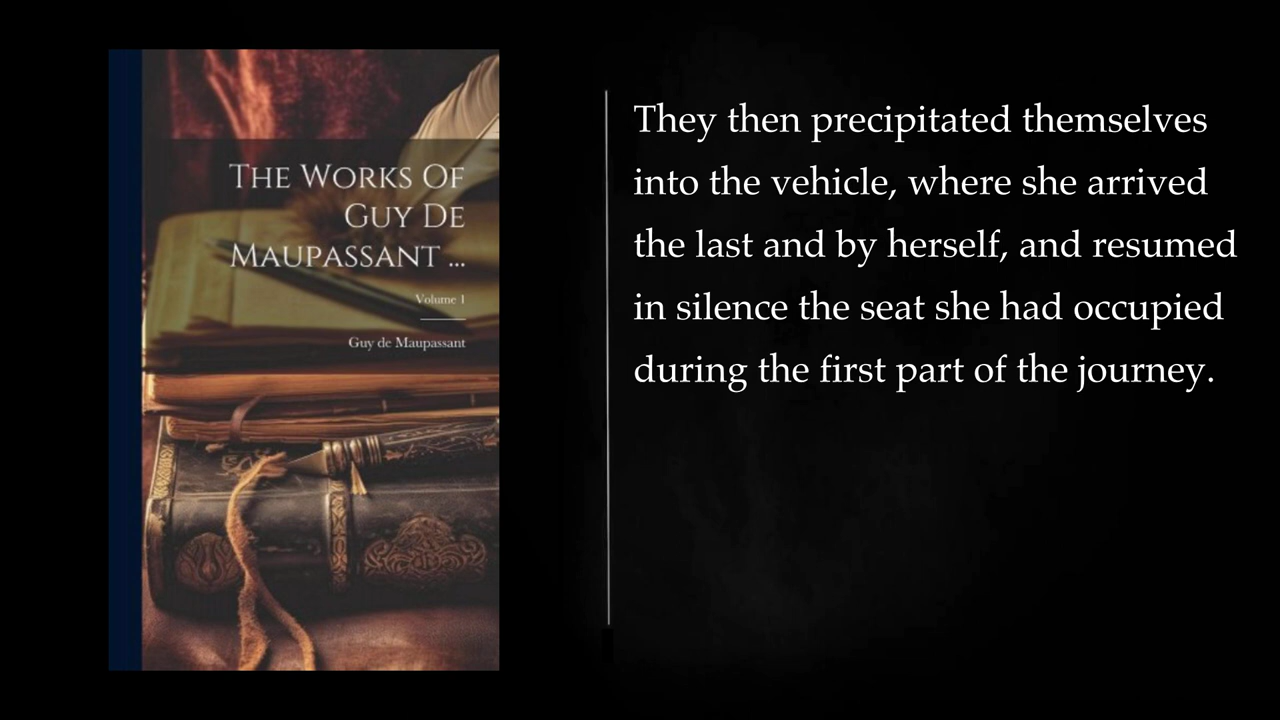 The Works Of
Guy De
Maupassant ...
Volume 1
Guy de Maupassant
They then precipitated themselves
into the vehicle, where she arrived
the last and by herself, and resumed
in silence the seat she had occupied
during the first part of the journey.